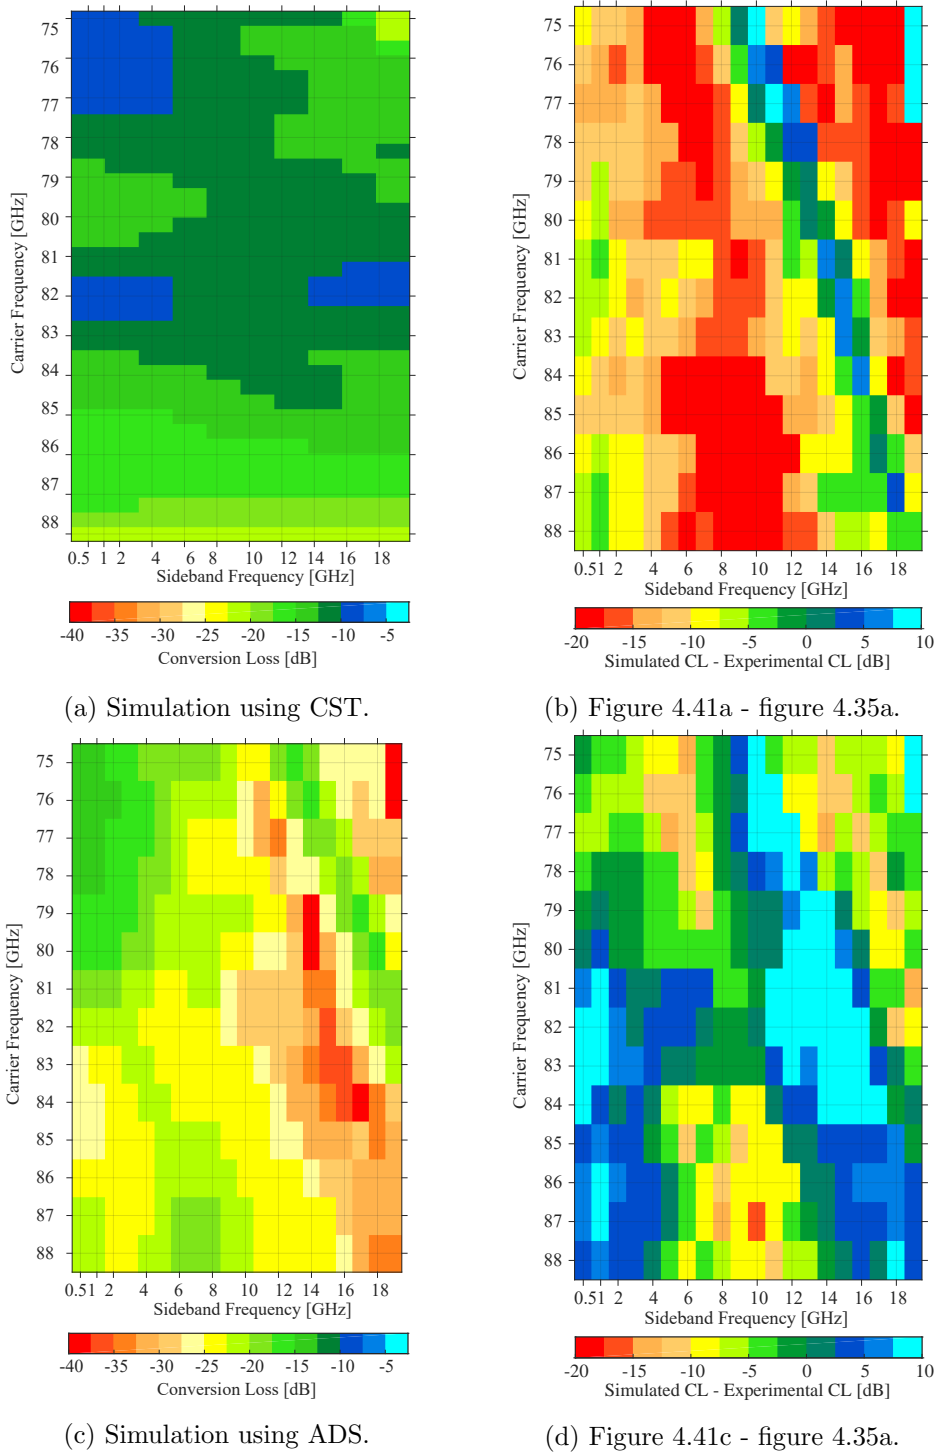 75
76
77
78
79
80
81
82
83
84
85
86
87
88
Carrier Frequency [GHz]
0.5 1 2 4 6 8 10 12 14 16 18
Sideband Frequency [GHz]
-40 -35 -30 -25 -20 -15 -10 -5
Conversion Loss [dB]
(a) Simulation using CST.
75
76
77
78
79
80
81
82
83
84
85
86
87
88
Carrier Frequency [GHz]
0.51 2 4 6 8 10 12 14 16 18
Sideband Frequency [GHz]
-20 -15 -10 -5 0 5 10
Simulated CL - Experimental CL [dB]
(b) Figure 4.41a - figure 4.35a.
75
76
77
78
79
80
81
82
83
84
85
86
87
88
Carrier Frequency [GHz]
0.51 2 4 6 8 10 12 14 16 18
Sideband Frequency [GHz]
-40 -35 -30 -25 -20 -15 -10 -5
Conversion Loss [dB]
(c) Simulation using ADS.
75
76
77
78
79
80
81
82
83
84
85
86
87
88
Carrier Frequency [GHz]
0.51 2 4 6 8 10 12 14 16 18
Sideband Frequency [GHz]
-20 -15 -10 -5 0 5 10
Simulated CL - Experimental CL [dB]
(d) Figure 4.41c - figure 4.35a.